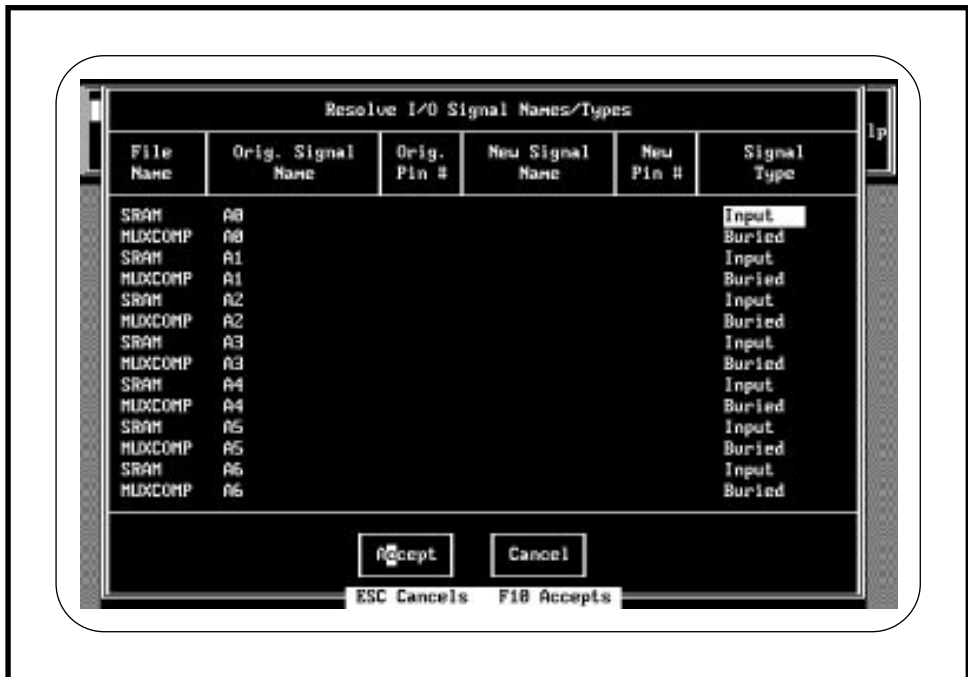 Resolve I/O Signal Names/Types
lp
File Name Orig. Signal Name Orig. Pin # New Signal Name New Pin # Signal Type
SRAM A0 Input
MUXCOMP A0 Buried
SRAM A1 Input
MUXCOMP A1 Buried
SRAM A2 Input
MUXCOMP A2 Buried
SRAM A3 Input
MUXCOMP A3 Buried
SRAM A4 Input
MUXCOMP A4 Buried
SRAM A5 Input
MUXCOMP A5 Buried
SRAM A6 Input
MUXCOMP A6 Buried
Accept Cancel
ESC Cancels F10 Accepts